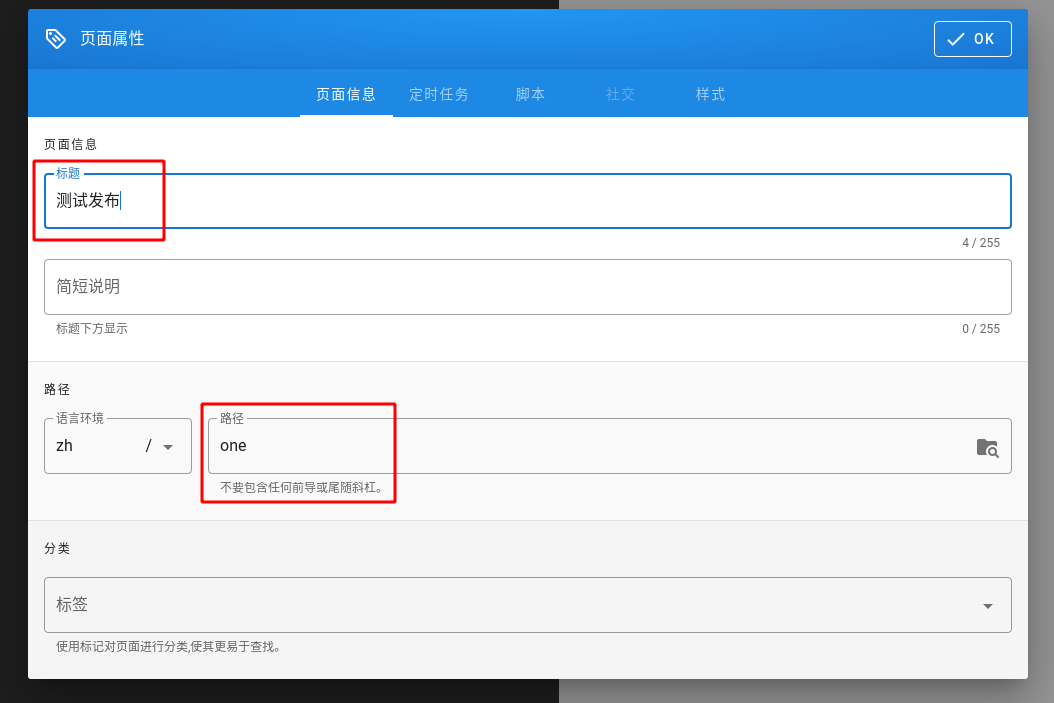 页面属性
OK
页面信息 定时任务 脚本 社交 样式
页面信息
标题
测试发布
4 / 255
简短说明
标题下方显示 0 / 255
路径
语言环境 路径
zh / one
不要包含任何前导或尾随斜杠。
分类
标签
使用标记对页面进行分类,使其更易于查找。